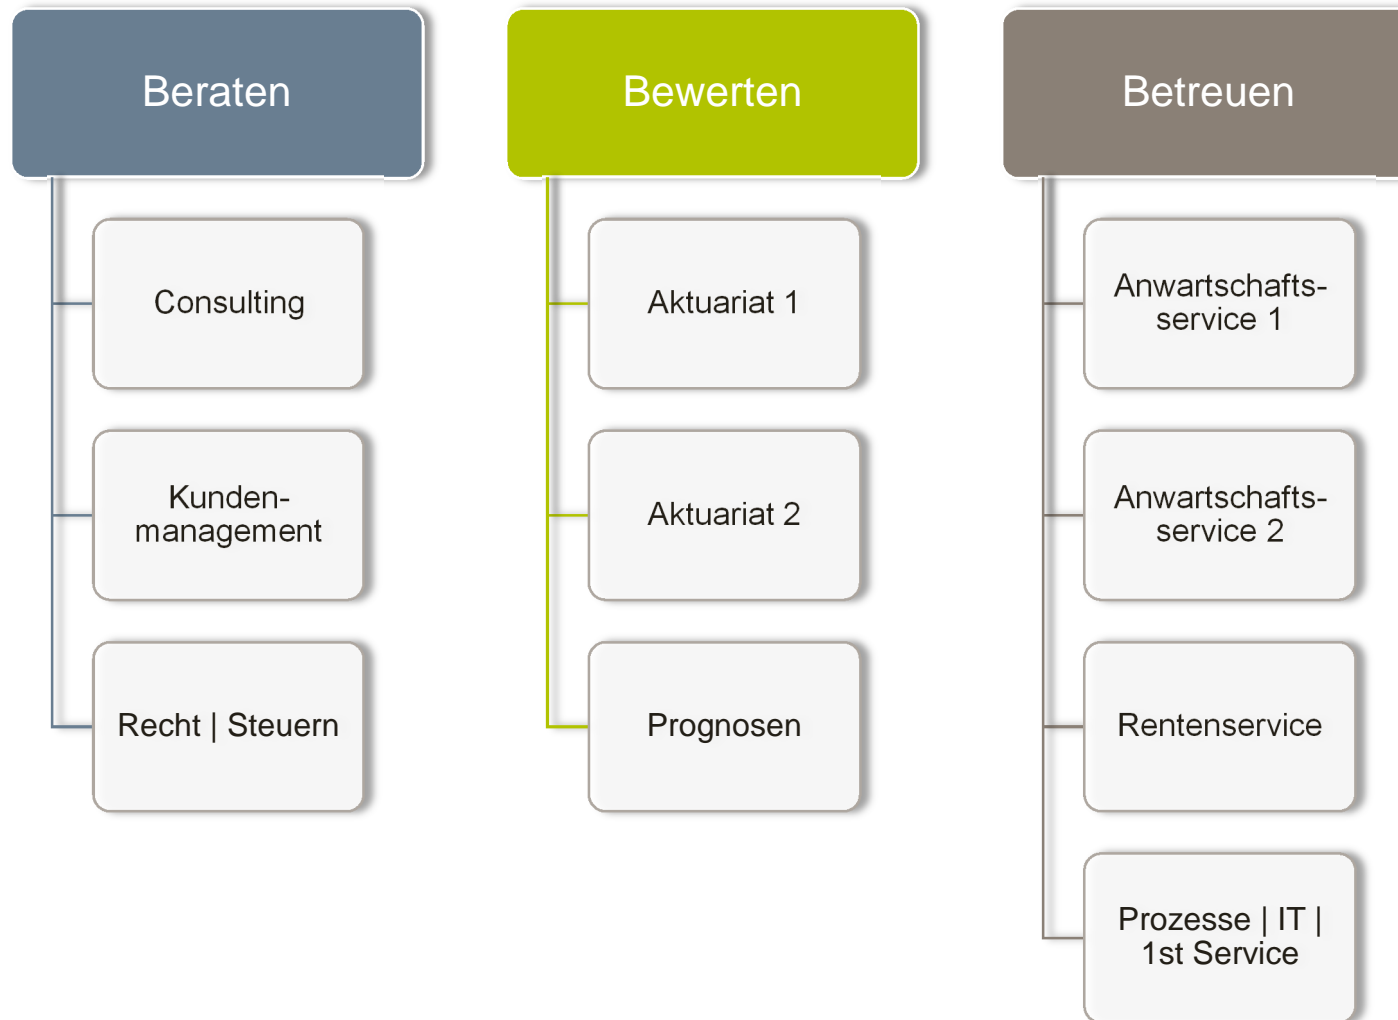 Beraten
Consulting
Kunden-
management
Recht | Steuern
Bewerten
Aktuariat 1
Aktuariat 2
Prognosen
Betreuen
Anwartschafts-
service 1
Anwartschafts-
service 2
Rentenservice
Prozesse | IT |
1st Service